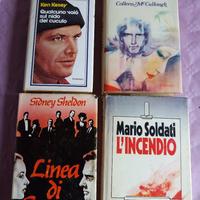 Ken Kesey
Qualcuno volò
sul nido
del cuculo
Colleen McCullough
Sidney Sheldon
Linea
di
Mario Soldati
L'INCENDIO